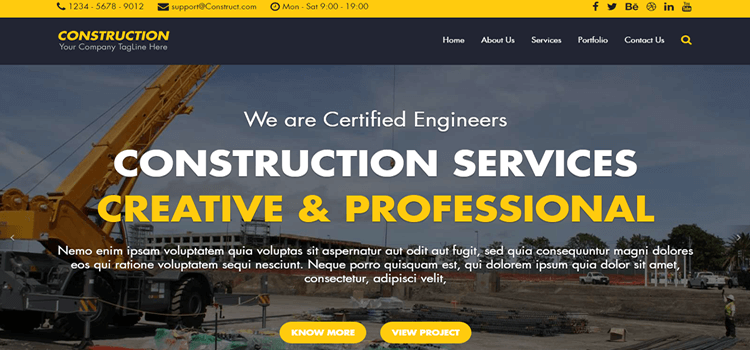 1234 - 5678 - 9012 support@Construct.com Mon - Sat 9:00 - 19:00
CONSTRUCTION
Your Company TagLine Here
Home About Us Services Portfolio Contact Us
We are Certified Engineers
CONSTRUCTION SERVICES
CREATIVE & PROFESSIONAL
Nemo enim ipsam voluptatem quia voluptas sit aspernatur aut odit aut fugit, sed quia consequuntur magni dolores
eos qui ratione voluptatem sequi nesciunt. Neque porro quisquam est, qui dolorem ipsum quia dolor sit amet,
consectetur, adipisci velit,
KNOW MORE VIEW PROJECT